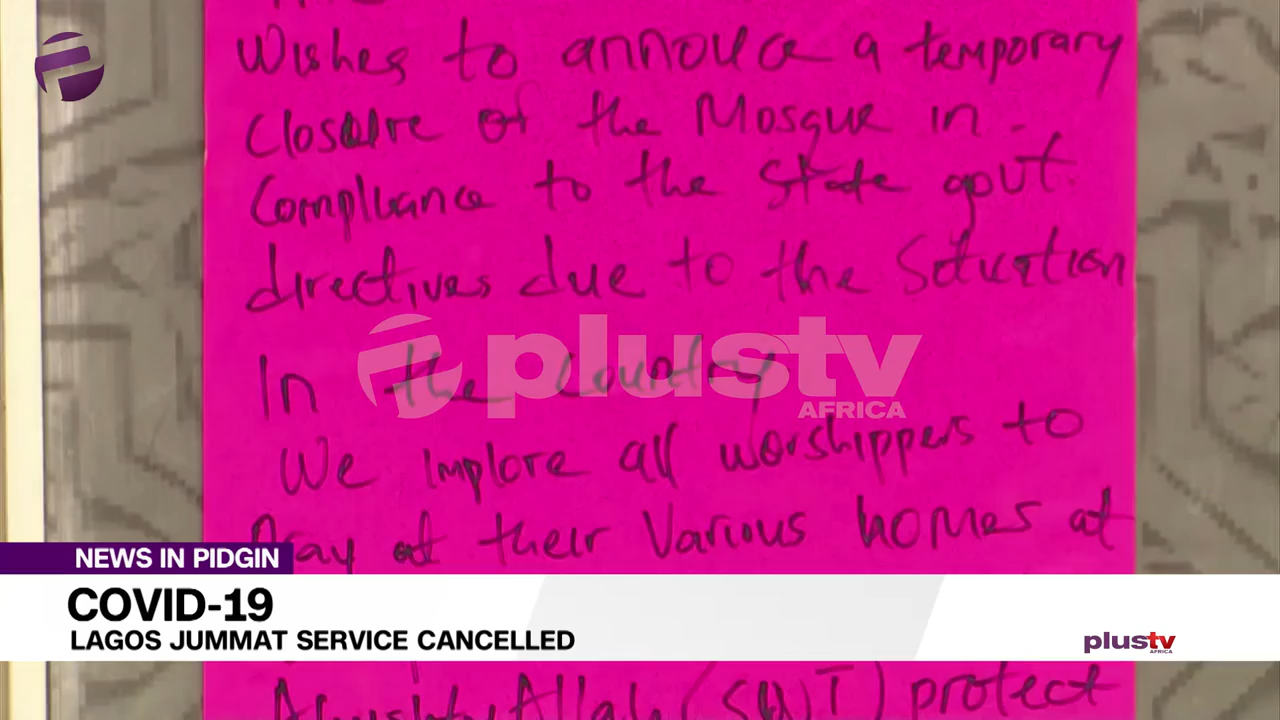 Wishes to announce a temporary
Closure of the Mosque in
Compliance to the State govt.
directives due to the Situation
In the country
plustv
AFRICA
We implore all worshippers to
Pray at their Various homes at
NEWS IN PIDGIN
COVID-19
LAGOS JUMMAT SERVICE CANCELLED
plustv
AFRICA
Almighty Allah (SWT) protect